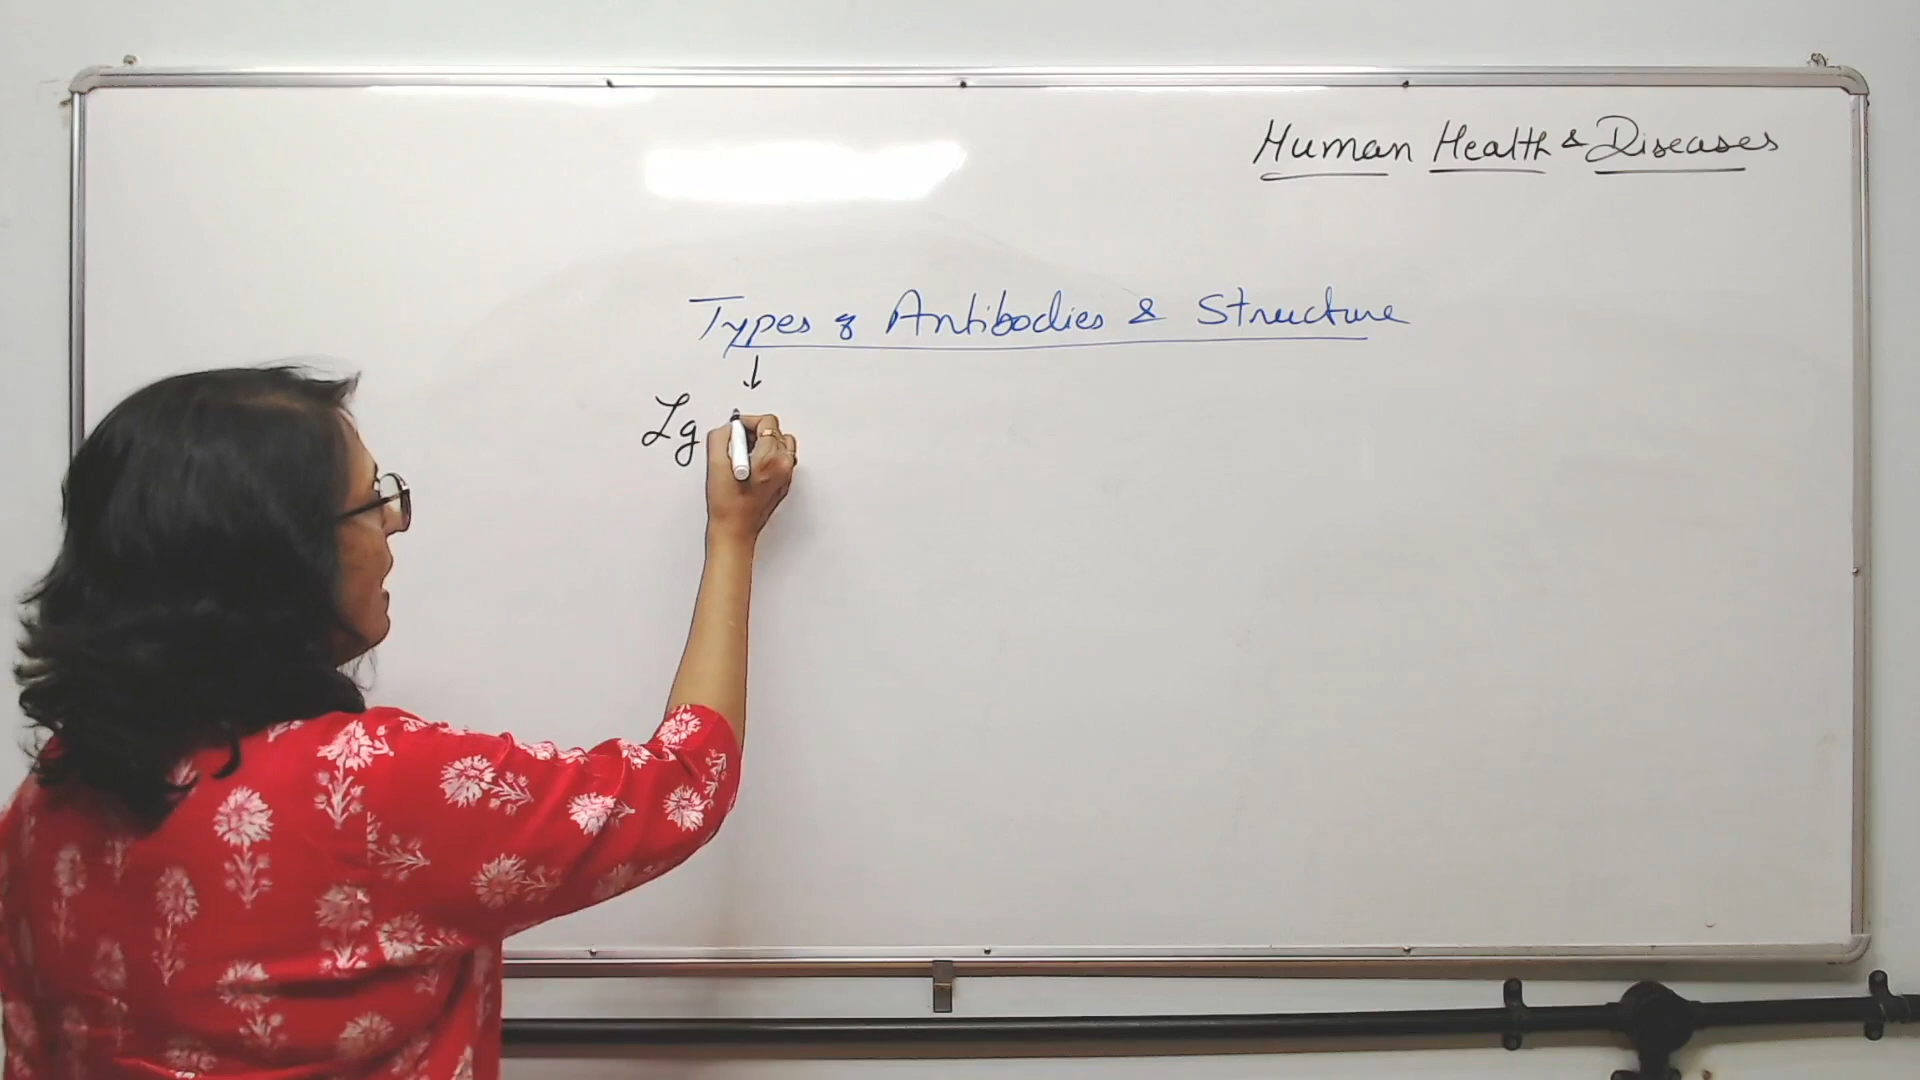 Human Health & Diseases
Types of Antibodies & Structure
Ig